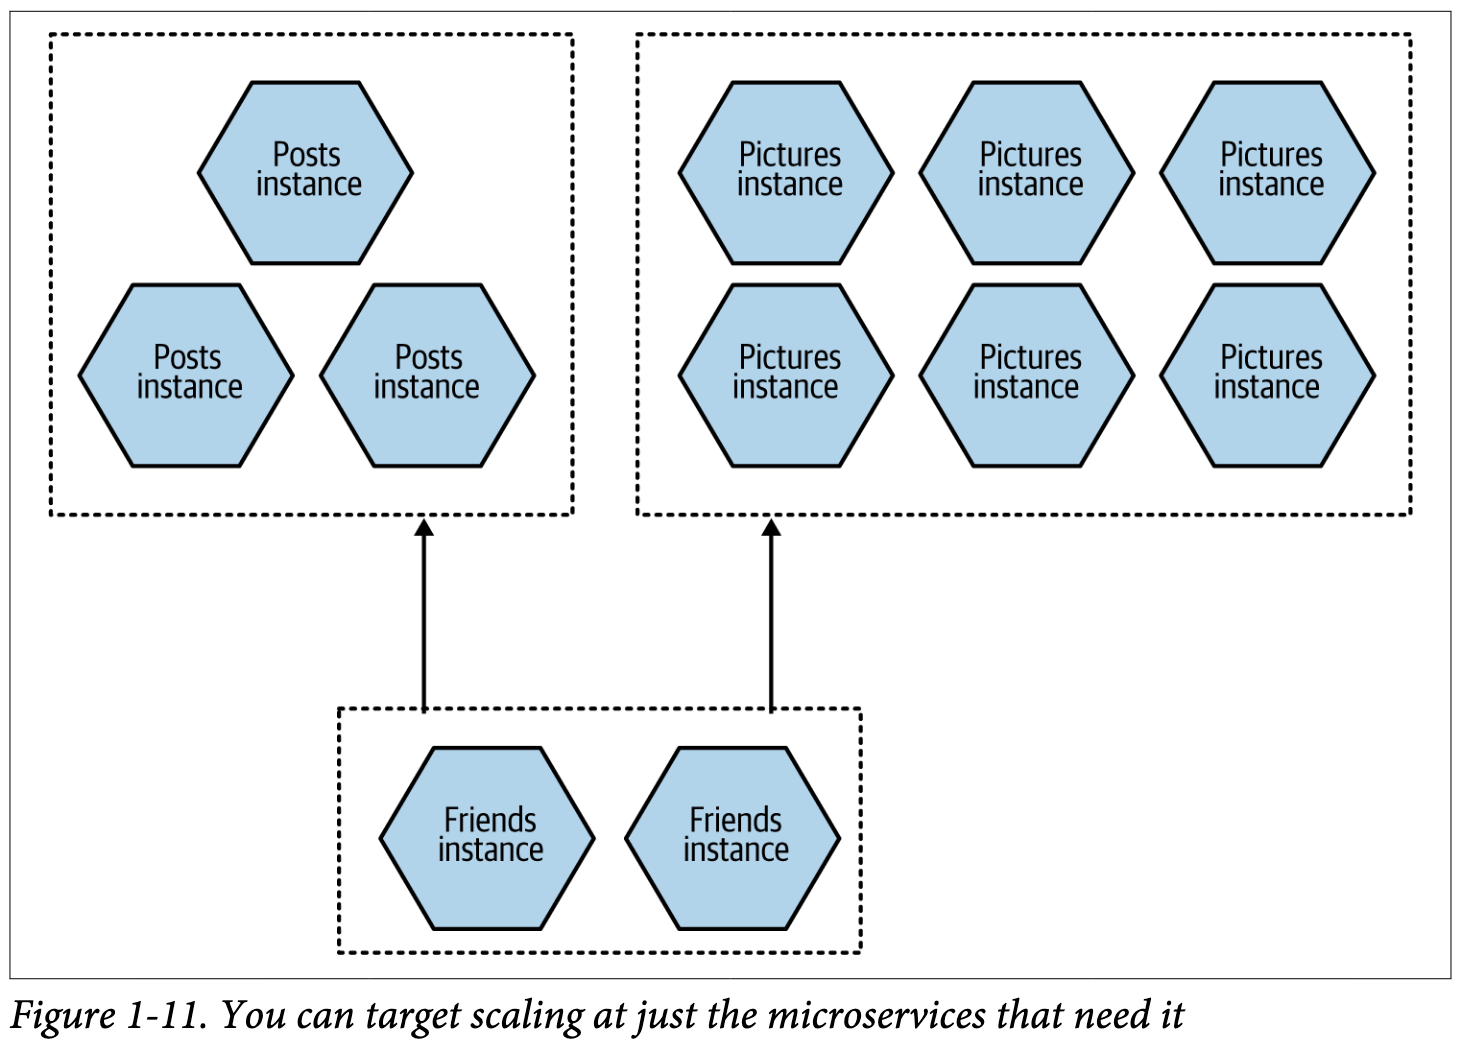 Posts
instance
Pictures
instance
Pictures
instance
Pictures
instance
Posts
instance
Posts
instance
Pictures
instance
Pictures
instance
Pictures
instance
Friends
instance
Friends
instance
Figure 1-11. You can target scaling at just the microservices that need it